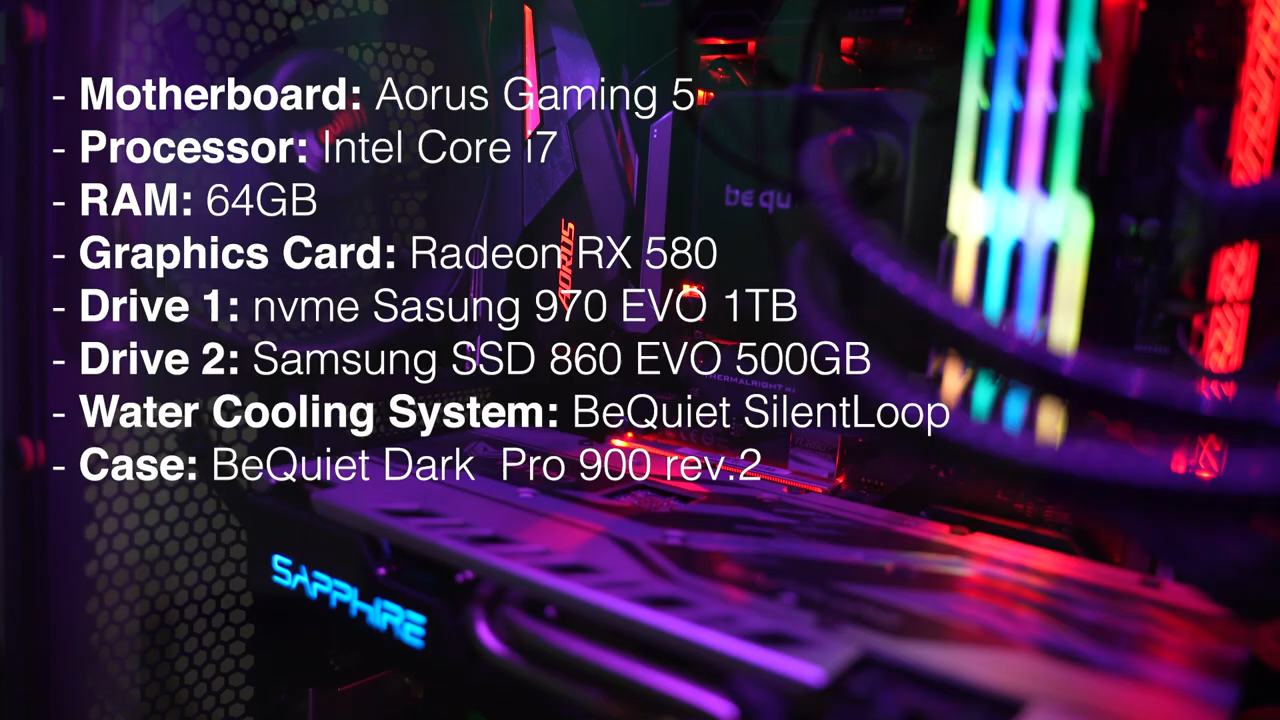 - Motherboard: Aorus Gaming 5
- Processor: Intel Core i7
- RAM: 64GB
- Graphics Card: Radeon RX 580
- Drive 1: nvme Sasung 970 EVO 1TB
- Drive 2: Samsung SSD 860 EVO 500GB
- Water Cooling System: BeQuiet SilentLoop
- Case: BeQuiet Dark  Pro 900 rev.2
be qu
AORUS
THERMALRIGHT
SAPPHIRE